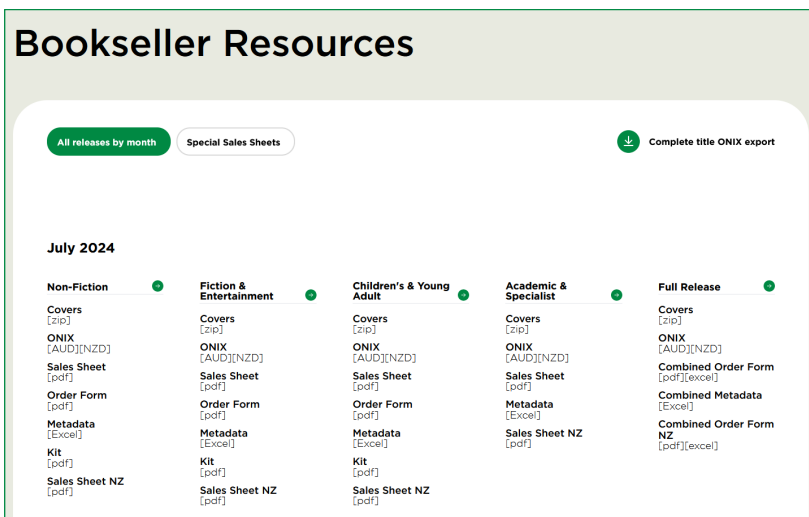 Bookseller Resources
All releases by month
Special Sales Sheets
Complete title ONIX export
July 2024
Non-Fiction
Covers
[zip]
ONIX
[AUD][NZD]
Sales Sheet
[pdf]
Order Form
[pdf]
Metadata
[Excel]
Kit
[pdf]
Sales Sheet NZ
[pdf]
Fiction &
Entertainment
Covers
[zip]
ONIX
[AUD][NZD]
Sales Sheet
[pdf]
Order Form
[pdf]
Metadata
[Excel]
Kit
[pdf]
Sales Sheet NZ
[pdf]
Children's & Young
Adult
Covers
[zip]
ONIX
[AUD][NZD]
Sales Sheet
[pdf]
Order Form
[pdf]
Metadata
[Excel]
Kit
[pdf]
Sales Sheet NZ
[pdf]
Academic &
Specialist
Covers
[zip]
ONIX
[AUD][NZD]
Sales Sheet
[pdf]
Metadata
[Excel]
Sales Sheet NZ
[pdf]
Full Release
Covers
[zip]
ONIX
[AUD][NZD]
Combined Order Form
[pdf][excel]
Combined Metadata
[Excel]
Combined Order Form
NZ
[pdf][excel]